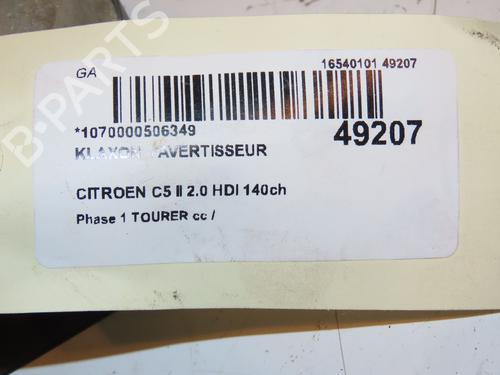 GA
16540101 49207
*1070000506349
49207
KLAXON - AVERTISSEUR
CITROEN C5 II 2.0 HDI 140ch
Phase 1 TOURER cc /
B-PARTS